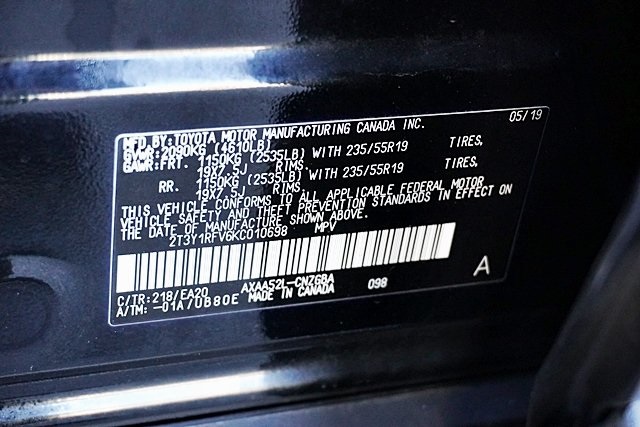 MFD BY:TOYOTA MOTOR MANUFACTURING CANADA INC. 05/19
GVWR:2090KG (4610LB)
GAWR:FRT. 1150KG (2535LB) WITH 235/55R19 TIRES,
19X7.5J RIMS,
RR. 1150KG (2535LB) WITH 235/55R19 TIRES,
19X7.5J RIMS.
THIS VEHICLE CONFORMS TO ALL APPLICABLE FEDERAL MOTOR
VEHICLE SAFETY AND THEFT PREVENTION STANDARDS IN EFFECT ON
THE DATE OF MANUFACTURE SHOWN ABOVE.
2T3Y1RFV6KC010698 MPV
C/TR:218/EA20 AXAA52L-CNZGBA 098 A
A/TM: -01A/UB80E MADE IN CANADA